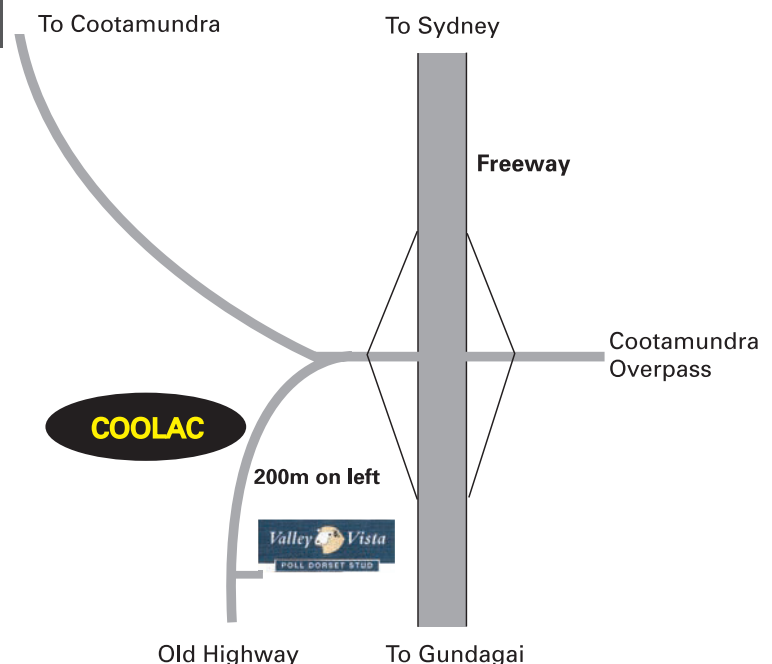 To Cootamundra
To Sydney
Freeway
Cootamundra
Overpass
COOLAC
200m on left
Valley Vista
POLL DORSET STUD
Old Highway
To Gundagai